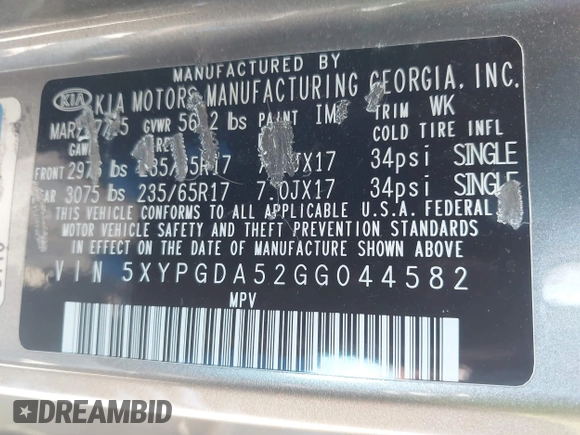 MANUFACTURED BY
KIA KIA MOTORS MANUFACTURING GEORGIA, INC.
GVWR lbs PAINT IM TRIM WK
COLD TIRE INFL
FRONT lbs 34psi SINGLE
3075 lbs 235/65R17 7.0JX17 34psi SINGLE
THIS VEHICLE CONFORMS TO ALL APPLICABLE U.S.A. FEDERAL
MOTOR VEHICLE SAFETY AND THEFT PREVENTION STANDARDS
IN EFFECT ON THE DATE OF MANUFACTURE SHOWN ABOVE.
VIN 5XYPGDA52GG044582
MPV
DREAMBID